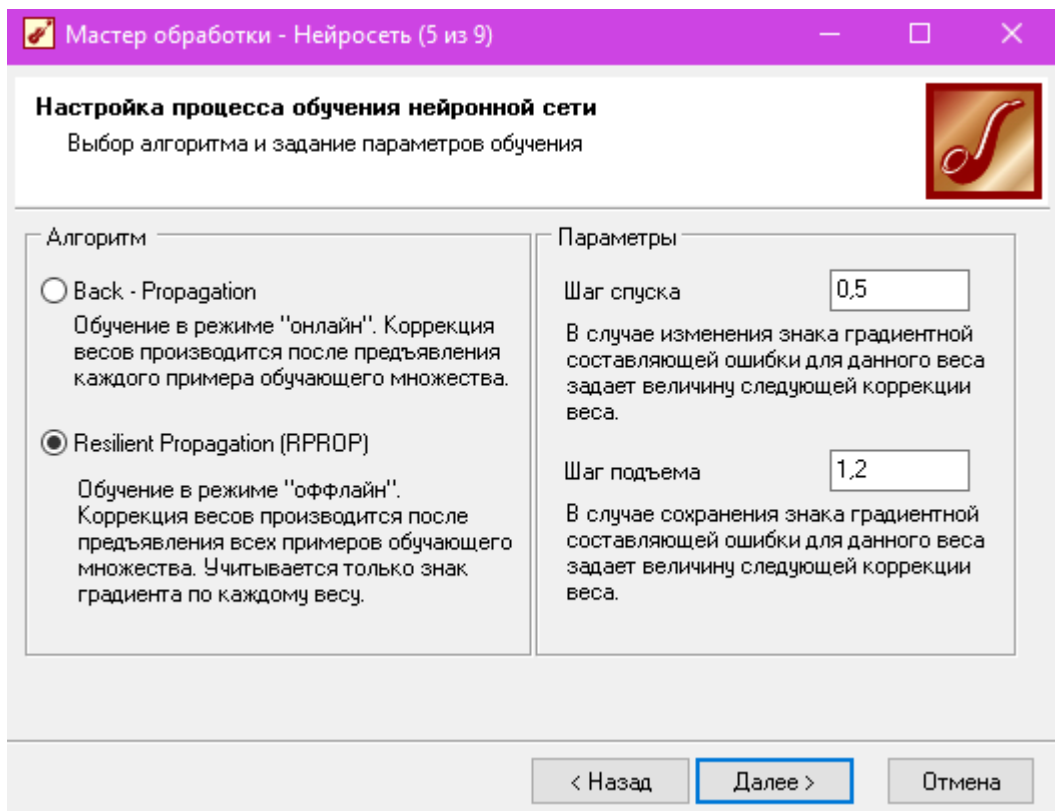 Мастер обработки - Нейросеть (5 из 9)
Настройка процесса обучения нейронной сети
Выбор алгоритма и задание параметров обучения
Алгоритм
Back - Propagation
Обучение в режиме "онлайн". Коррекция
весов производится после предъявления
каждого примера обучающего множества.
Resilient Propagation (RPROP)
Обучение в режиме "оффлайн".
Коррекция весов производится после
предъявления всех примеров обучающего
множества. Учитывается только знак
градиента по каждому весу.
Параметры
Шаг спуска 0,5
В случае изменения знака градиентной
составляющей ошибки для данного веса
задает величину следующей коррекции
веса.
Шаг подъема 1,2
В случае сохранения знака градиентной
составляющей ошибки для данного веса
задает величину следующей коррекции
веса.
< Назад Далее > Отмена